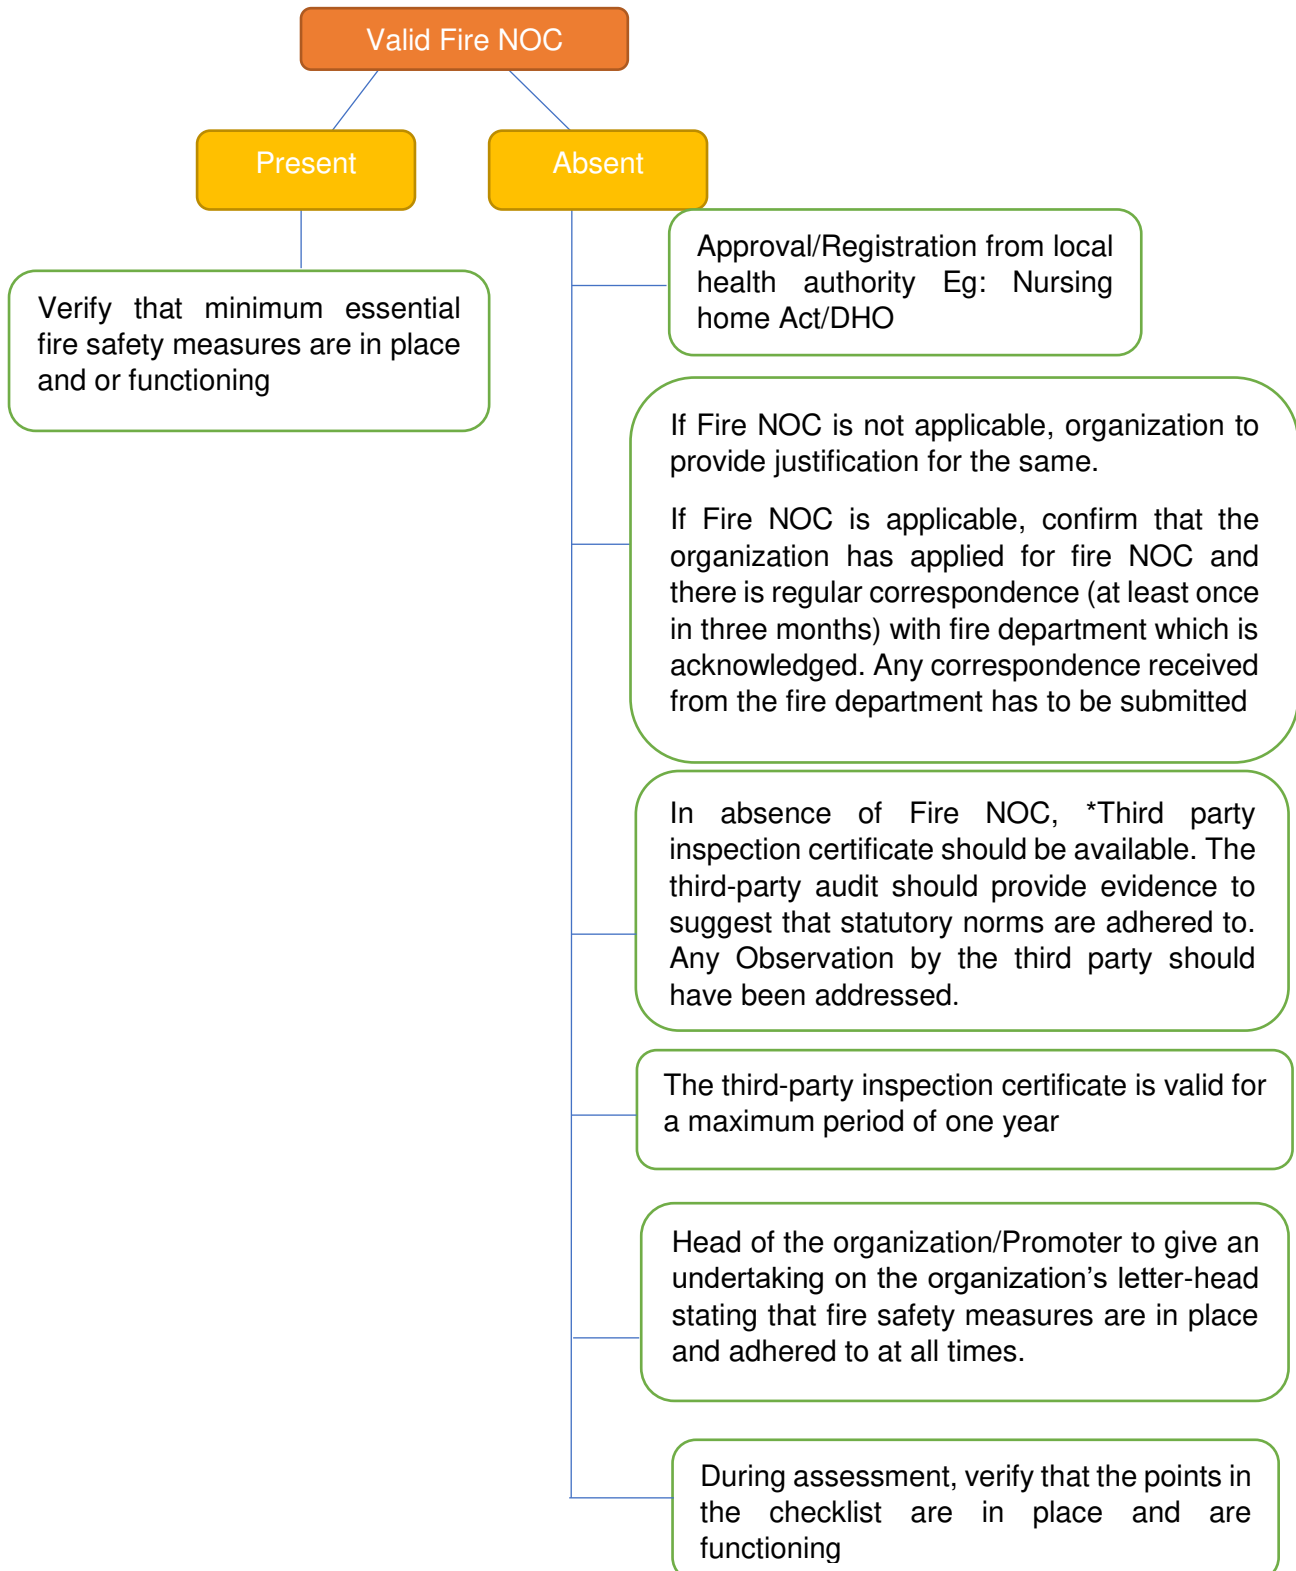 Valid Fire NOC
Present
Absent
Verify that minimum essential
fire safety measures are in place
and or functioning
Approval/Registration from local
health authority Eg: Nursing
home Act/DHO
If Fire NOC is not applicable, organization to
provide justification for the same.
If Fire NOC is applicable, confirm that the
organization has applied for fire NOC and
there is regular correspondence (at least once
in three months) with fire department which is
acknowledged. Any correspondence received
from the fire department has to be submitted
In absence of Fire NOC, *Third party
inspection certificate should be available. The
third-party audit should provide evidence to
suggest that statutory norms are adhered to.
Any Observation by the third party should
have been addressed.
The third-party inspection certificate is valid for
a maximum period of one year
Head of the organization/Promoter to give an
undertaking on the organization’s letter-head
stating that fire safety measures are in place
and adhered to at all times.
During assessment, verify that the points in
the checklist are in place and are
functioning